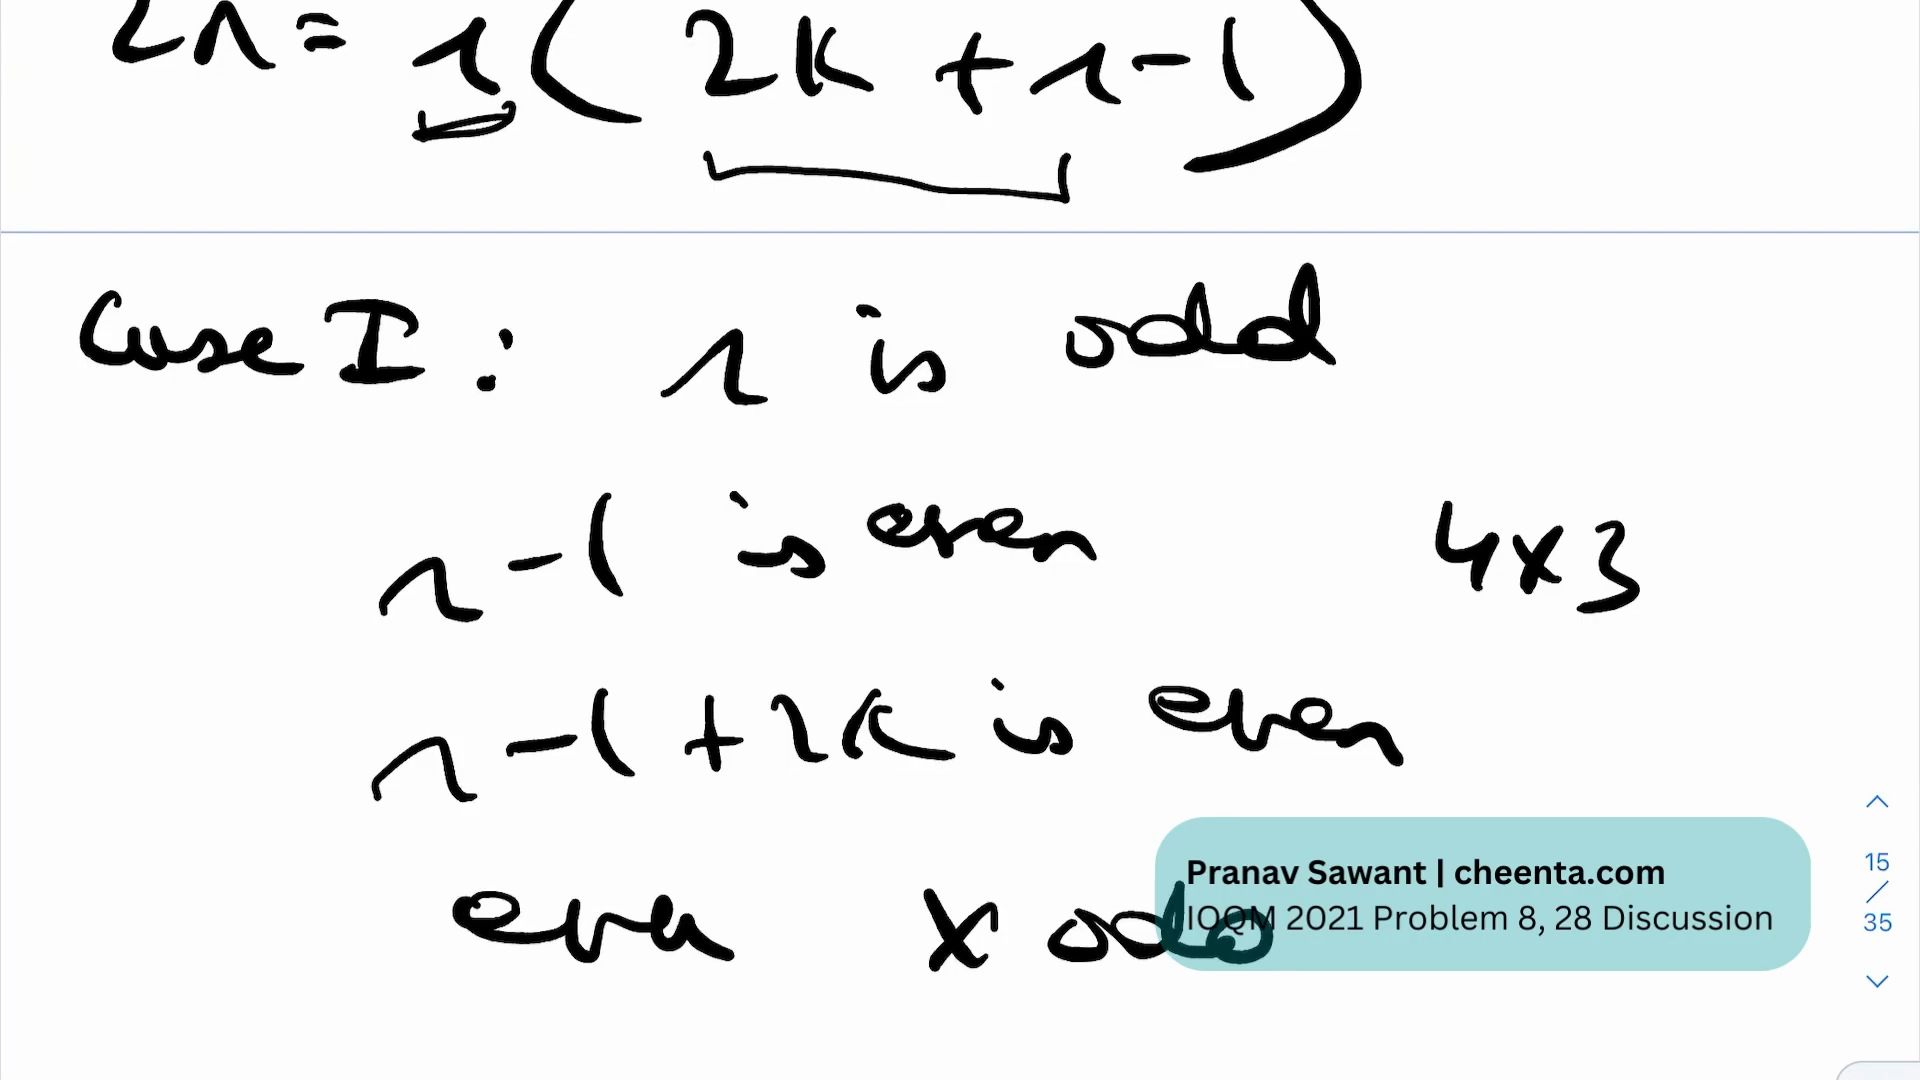 2n = r ( 2k + r - 1 )
Case I : r is odd
r - 1 is even 4 x 3
r - 1 + 2k is even
even x odd
Pranav Sawant | cheenta.com
IOQM 2021 Problem 8, 28 Discussion
15
/
35